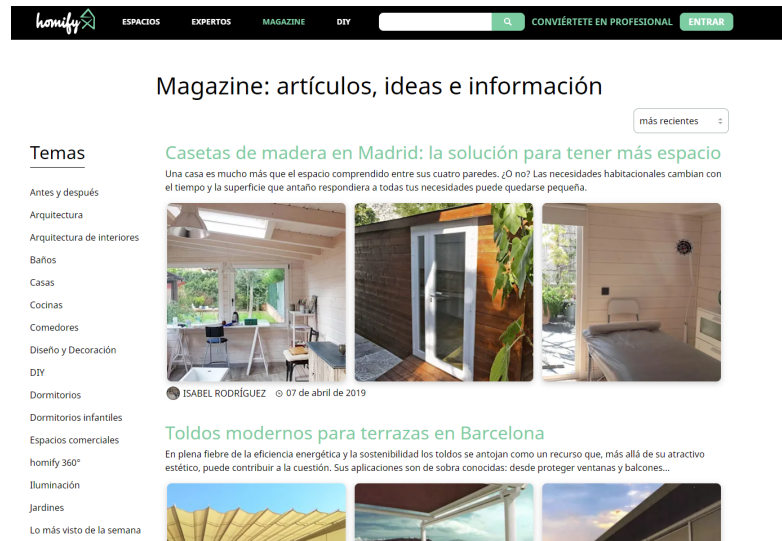 homify
ESPACIOS
EXPERTOS
MAGAZINE
DIY
CONVIÉRTETE EN PROFESIONAL
ENTRAR
Magazine: artículos, ideas e información
más recientes
Temas
Antes y después
Arquitectura
Arquitectura de interiores
Baños
Casas
Cocinas
Comedores
Diseño y Decoración
DIY
Dormitorios
Dormitorios infantiles
Espacios comerciales
homify 360°
Iluminación
Jardines
Lo más visto de la semana
Casetas de madera en Madrid: la solución para tener más espacio
Una casa es mucho más que el espacio comprendido entre sus cuatro paredes. ¿O no? Las necesidades habitacionales cambian con
el tiempo y la superficie que antaño respondiera a todas tus necesidades puede quedarse pequeña.
ISABEL RODRÍGUEZ 07 de abril de 2019
Toldos modernos para terrazas en Barcelona
En plena fiebre de la eficiencia energética y la sostenibilidad los toldos se antojan como un recurso que, más allá de su atractivo
estético, puede contribuir a la cuestión. Sus aplicaciones son de sobra conocidas: desde proteger ventanas y balcones...